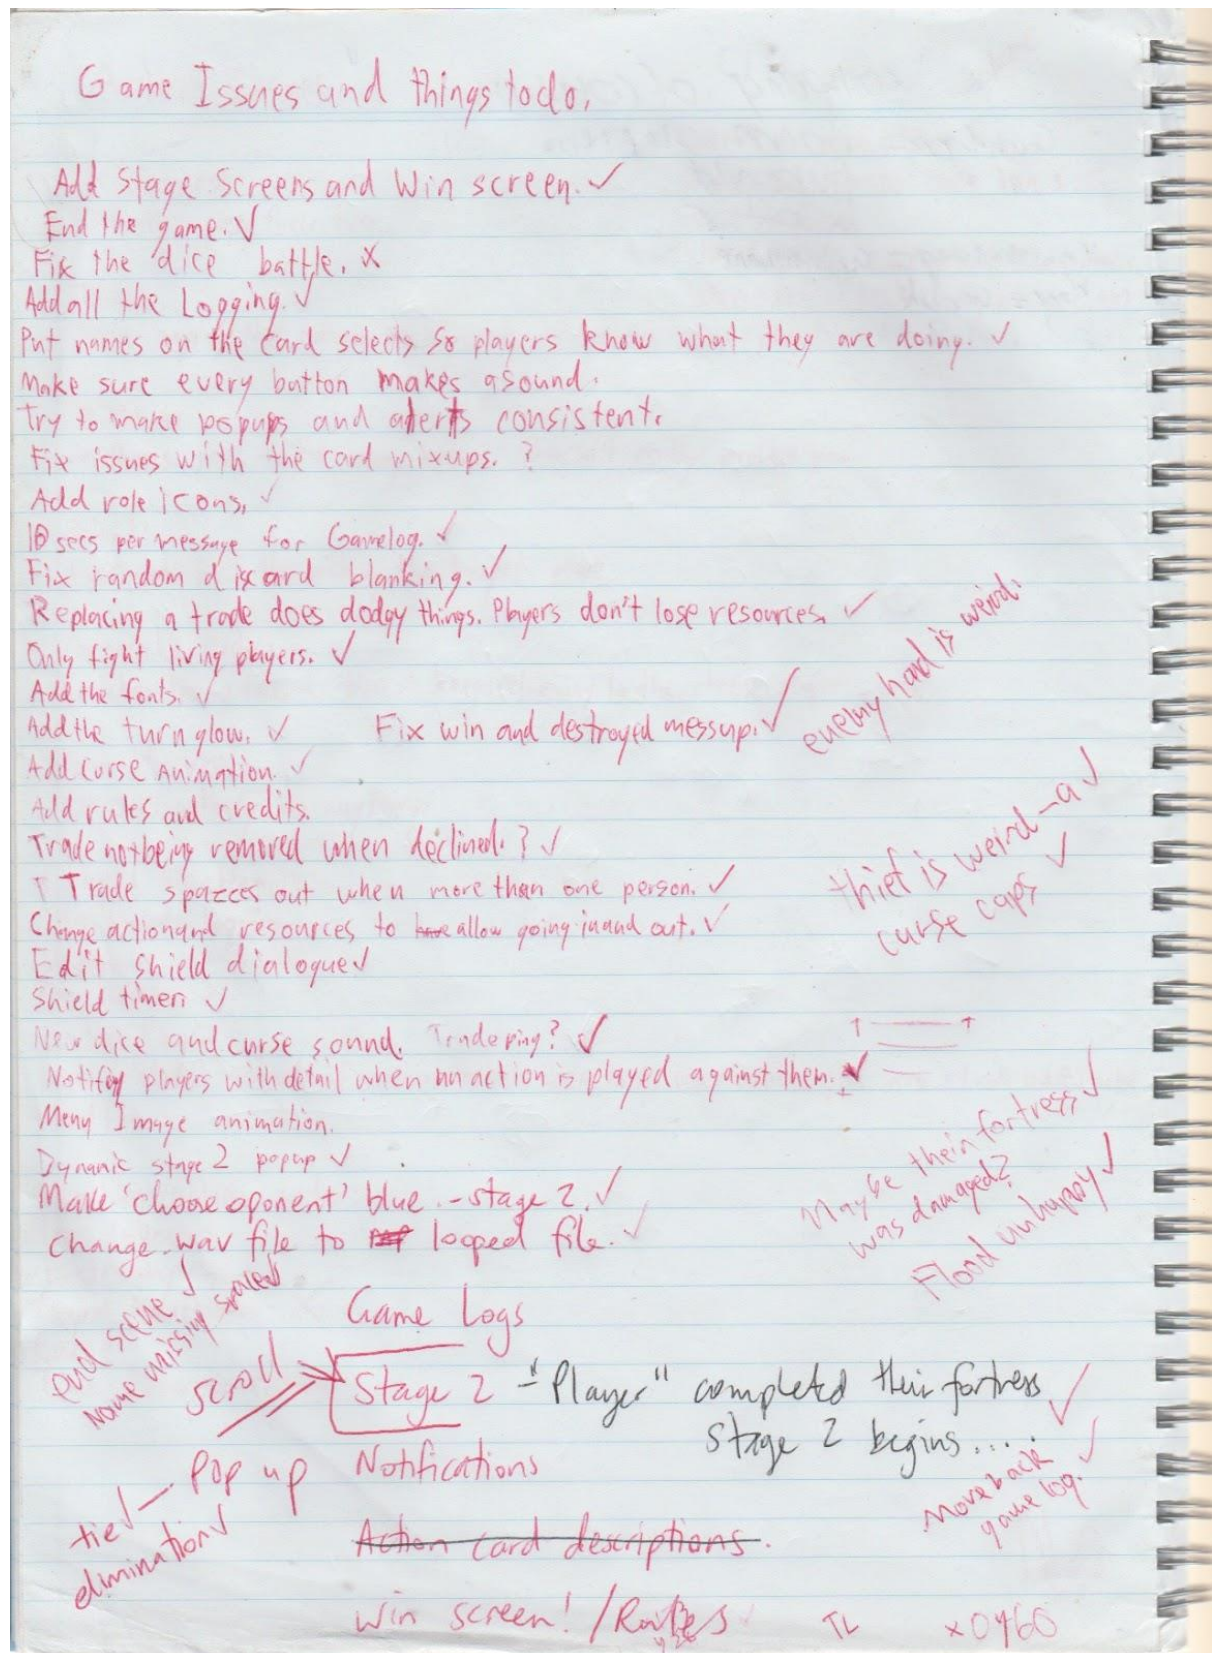 Game Issues and things todo.
Add Stage Screens and Win screen. ✓
End the game. ✓
Fix the dice battle. x
Add all the Logging. ✓
Put names on the card selects so players know what they are doing. ✓
Make sure every button makes a sound.
Try to make popups and alerts consistent.
Fix issues with the card mixups. ?
Add role icons. ✓
10 secs per message for Gamelog. ✓
Fix random discard blanking. ✓
Replacing a trade does dodgy things. Players don't lose resources. ✓
enemy hand is weird.
Only fight living players. ✓
Add the fonts. ✓
Add the turn glow. ✓ Fix win and destroyed messup. ✓
Add Curse Animation. ✓
Add rules and credits.
Trade not being removed when declined. ? ✓
thief is weird -a ✓
curse caps ✓
Trade spazzes out when more than one person. ✓
Change action and resources to have allow going in and out. ✓
Edit shield dialogue ✓
Shield timer ✓
New dice and curse sound. Trade ping? ✓
Notify players with detail when an action is played against them. ✓
Menu Image animation.
Dynamic stage 2 popup ✓
Maybe their fortress ✓
was damaged?
Flood unhappy ✓
Make 'choose oponent' blue. - stage 2. ✓
Change .wav file to looped file. ✓
end scene ✓
Name missing space ✓
Game Logs
scroll
Stage 2 - "Player" completed their fortress
Stage 2 begins..... ✓
Pop up Notifications
Move back ✓
game log.
tie ✓
elimination ✓
Action card descriptions.
win screen! /
TL x0460